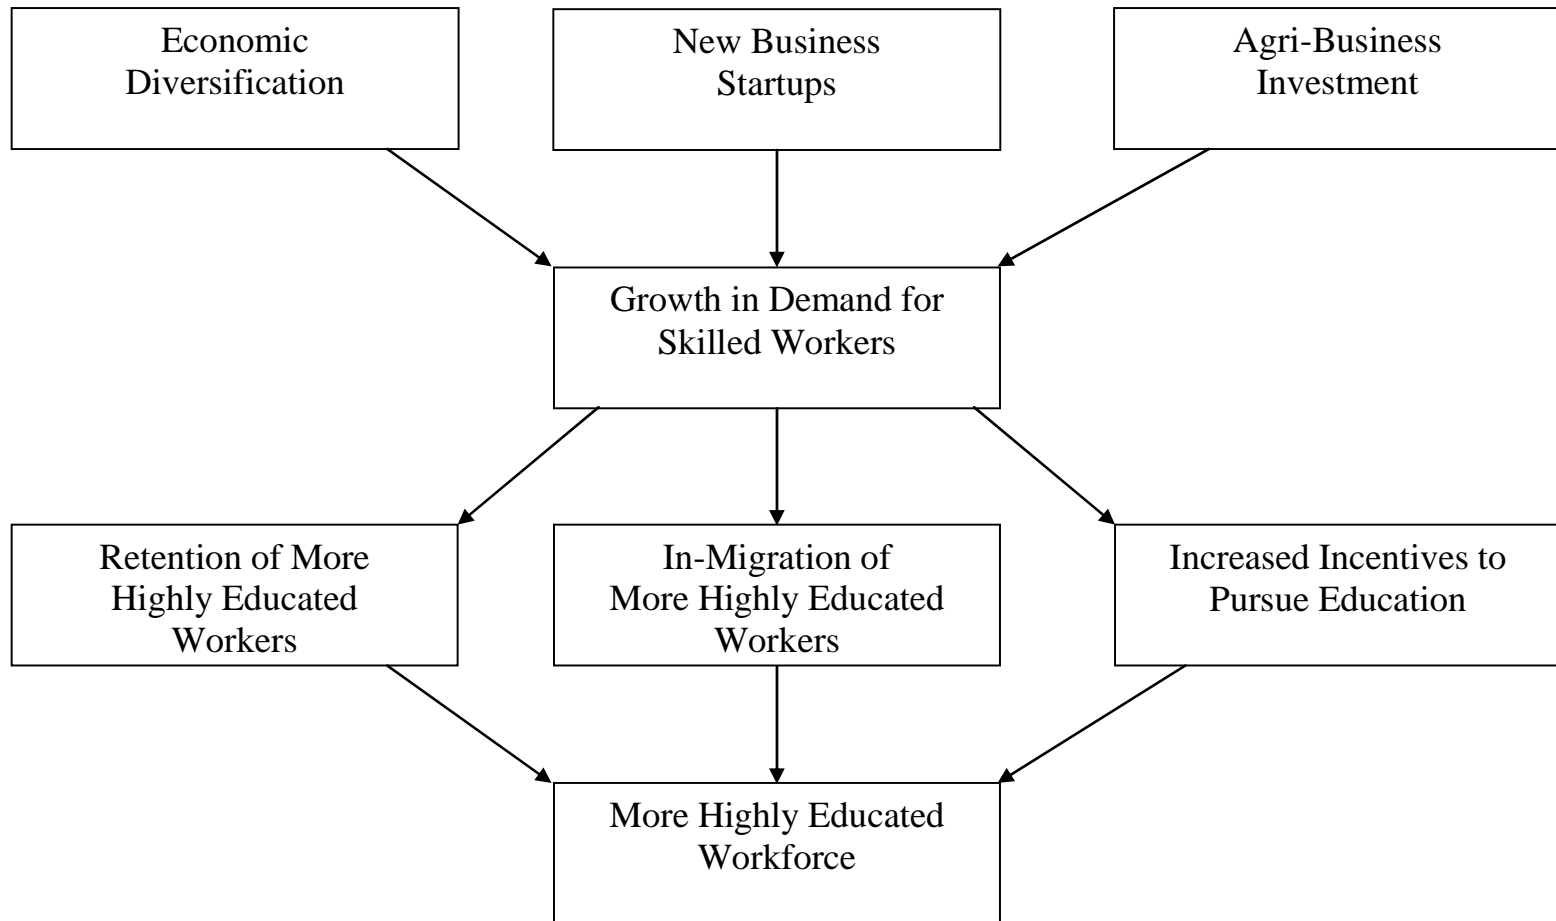 Economic
Diversification
New Business
Startups
Agri-Business
Investment
Growth in Demand for
Skilled Workers
Retention of More
Highly Educated
Workers
In-Migration of
More Highly Educated
Workers
Increased Incentives to
Pursue Education
More Highly Educated
Workforce